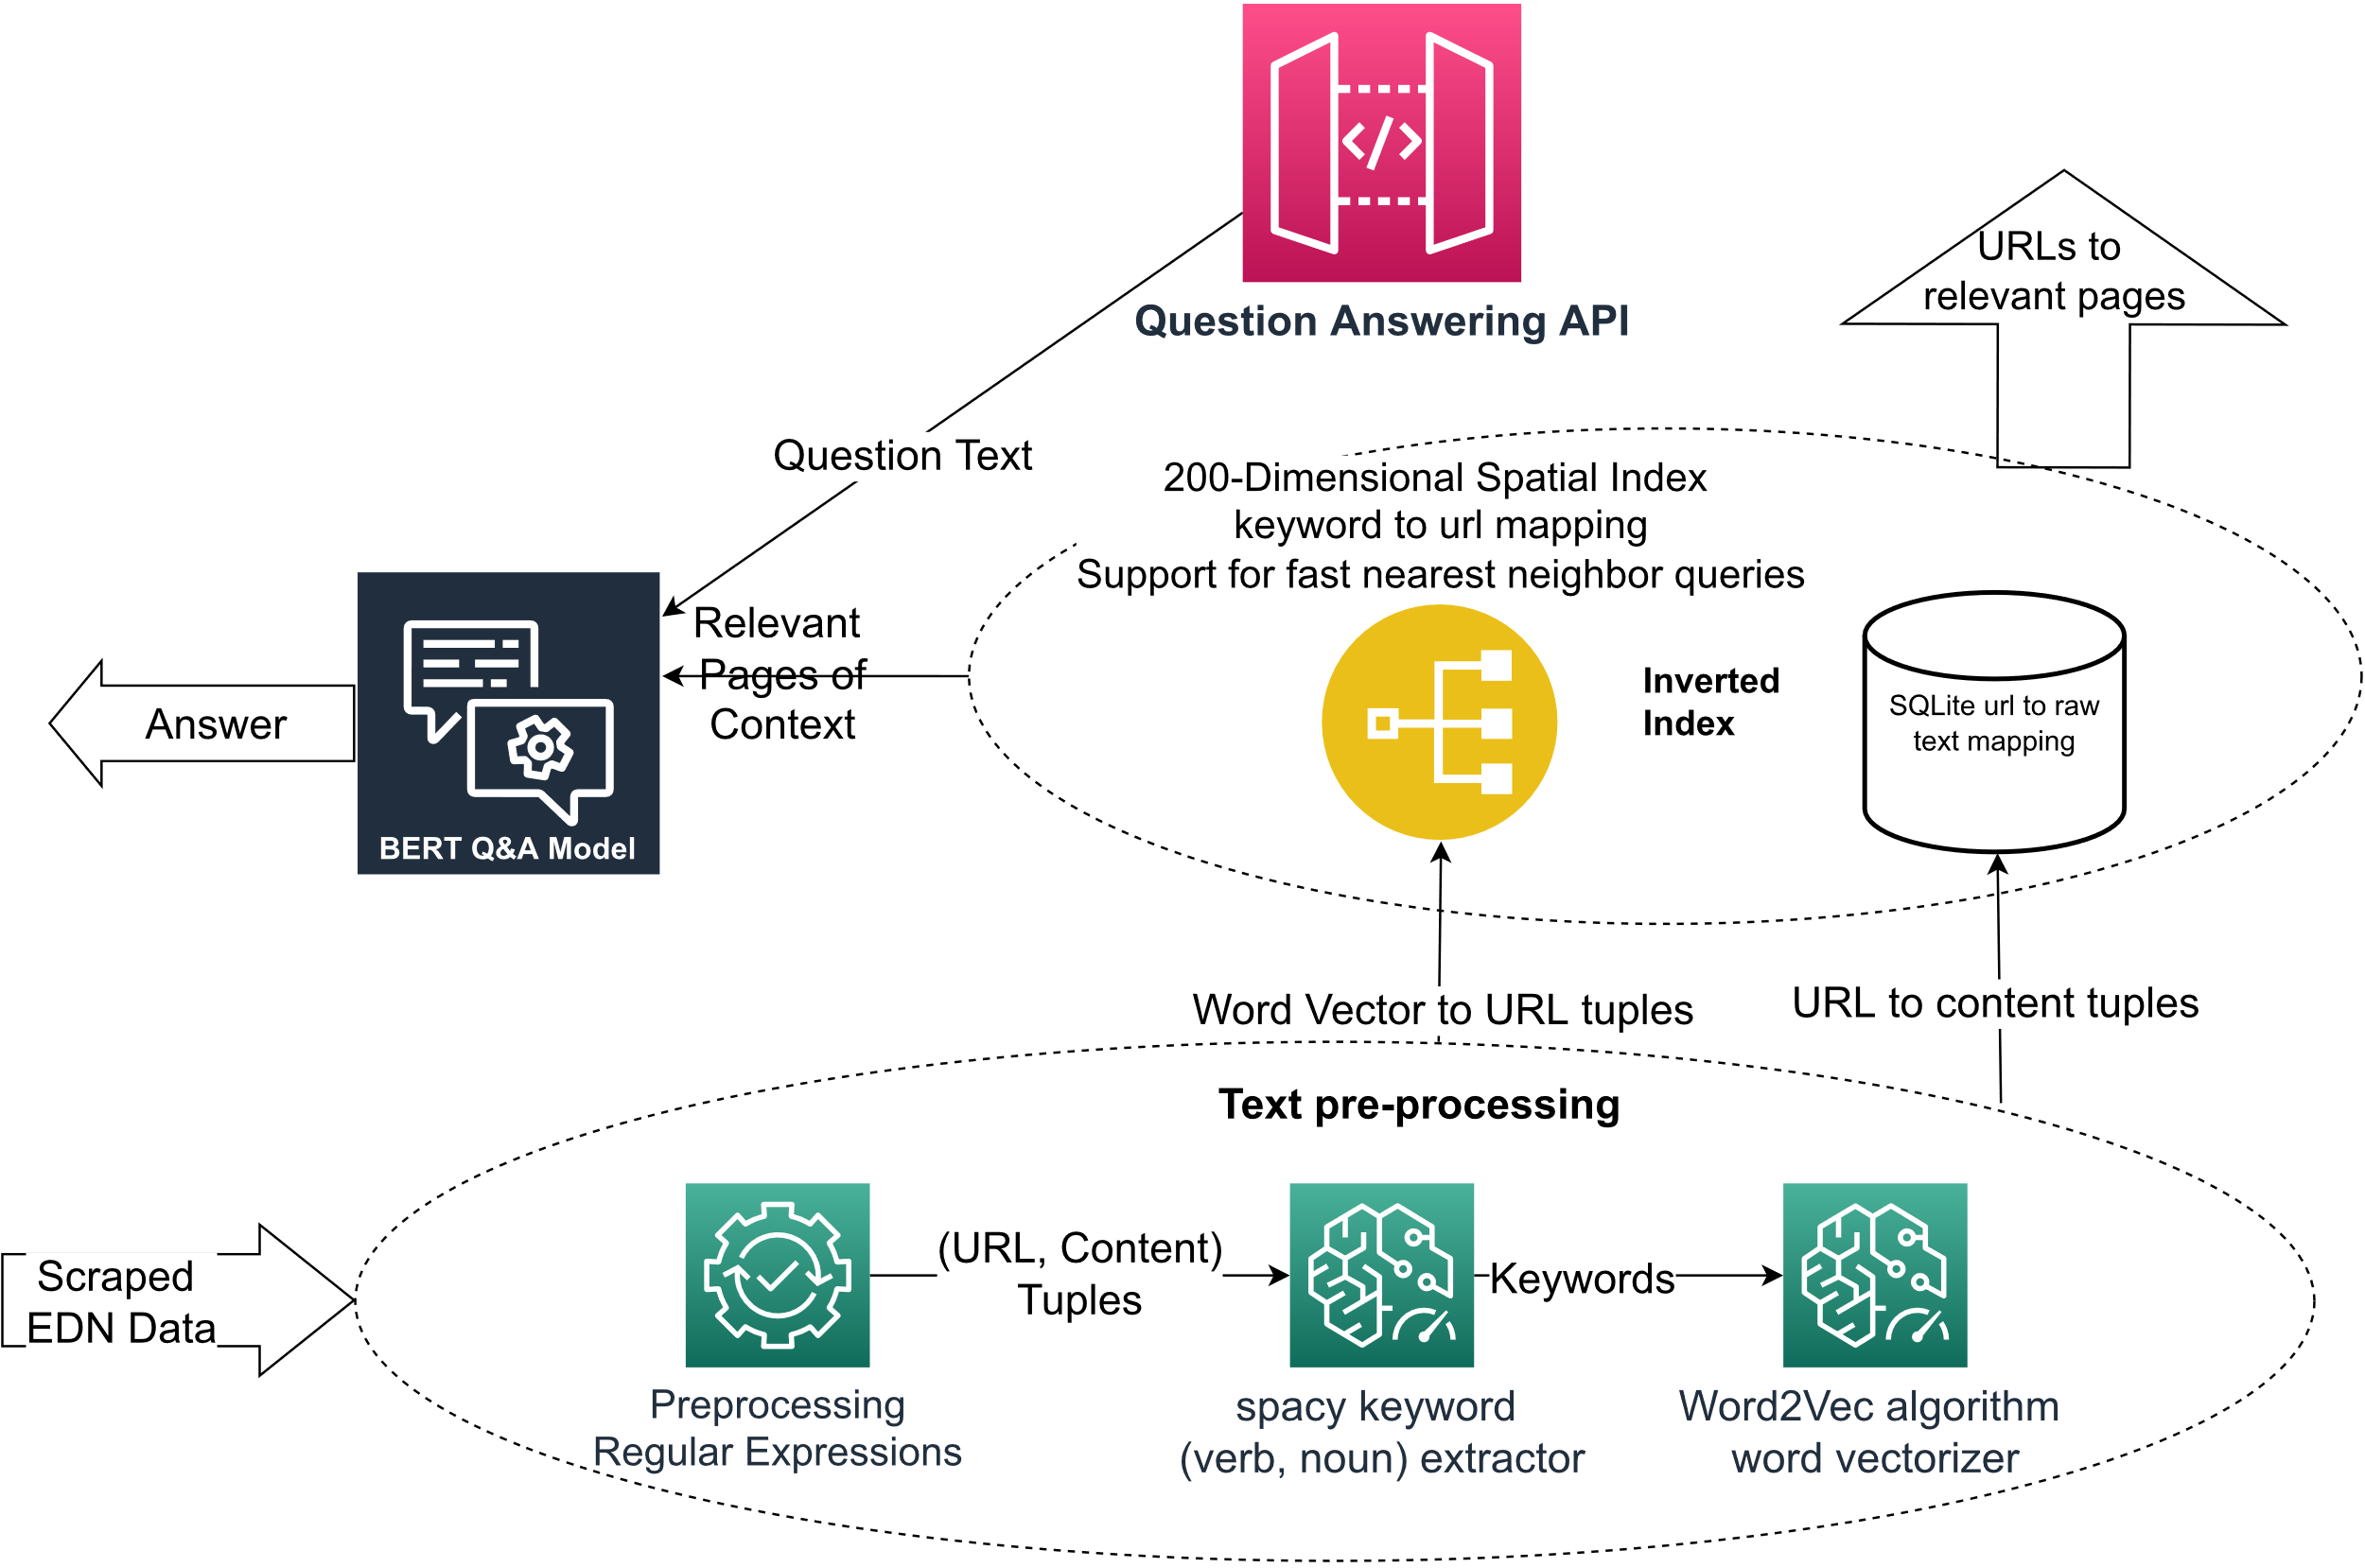 Question Answering API
URLs to
relevant pages
Question Text
200-Dimensional Spatial Index
keyword to url mapping
Support for fast nearest neighbor queries
Relevant
Pages of
Context
Inverted
Index
SQLite url to raw
text mapping
Answer
BERT Q&A Model
Word Vector to URL tuples
URL to content tuples
Text pre-processing
Scraped
EDN Data
(URL, Content)
Tuples
Keywords
Preprocessing
Regular Expressions
spacy keyword
(verb, noun) extractor
Word2Vec algorithm
word vectorizer